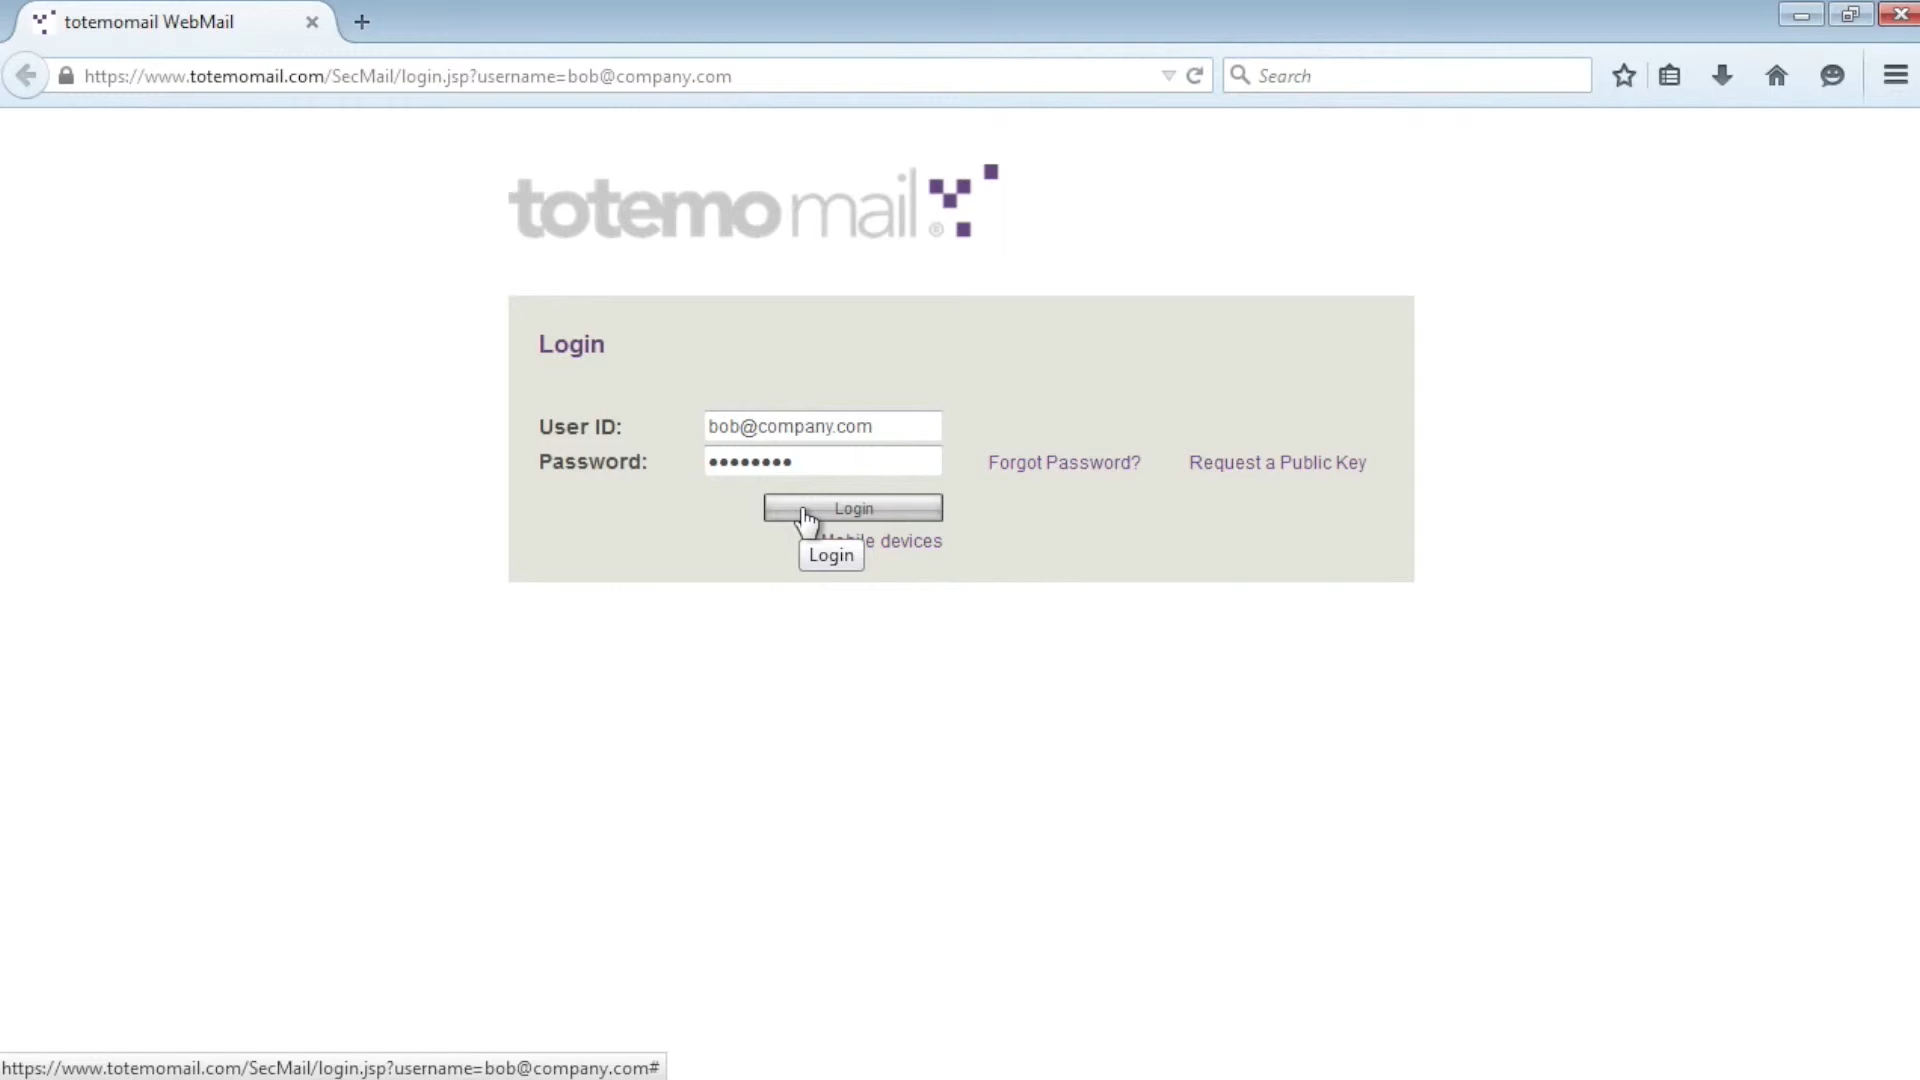 totemomail WebMail
https://www.totemomail.com/SecMail/login.jsp?username=bob@company.com
Search
totemo mail ®
Login
User ID: bob@company.com
Password: ●●●●●●●● Forgot Password? Request a Public Key
Login
Mobile devices
Login
https://www.totemomail.com/SecMail/login.jsp?username=bob@company.com#